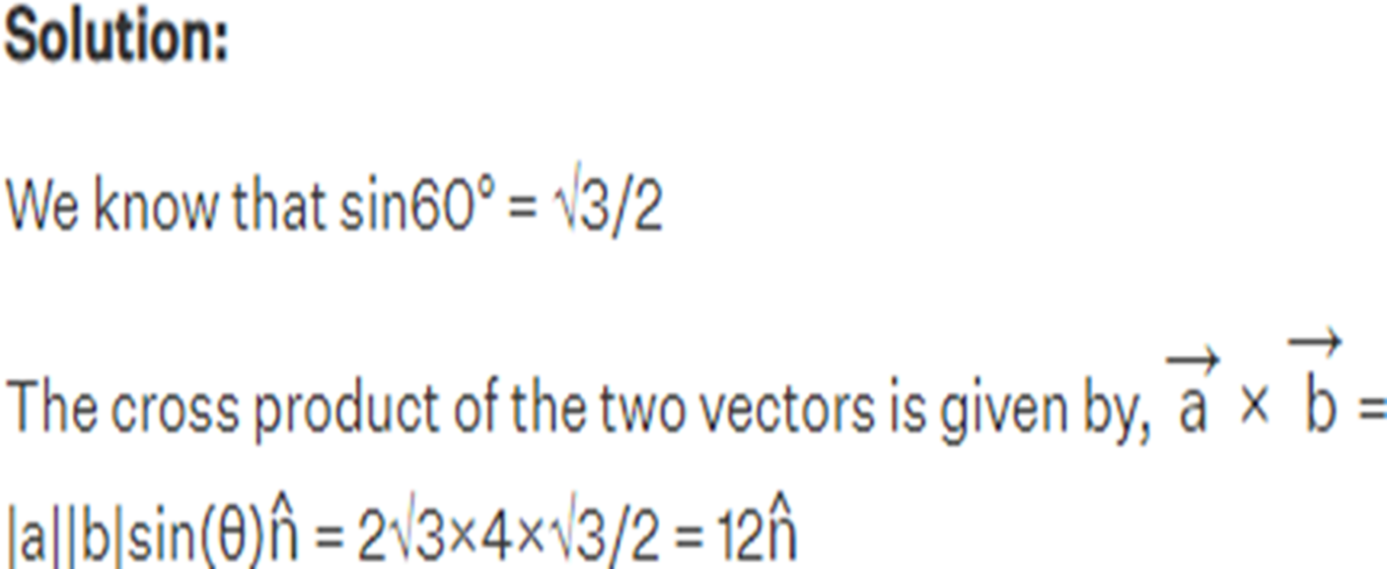 Solution:
We know that sin60° = √3/2
The cross product of the two vectors is given by, a⃗ × b⃗ =
|a||b|sin(θ)n̂ = 2√3×4×√3/2 = 12n̂